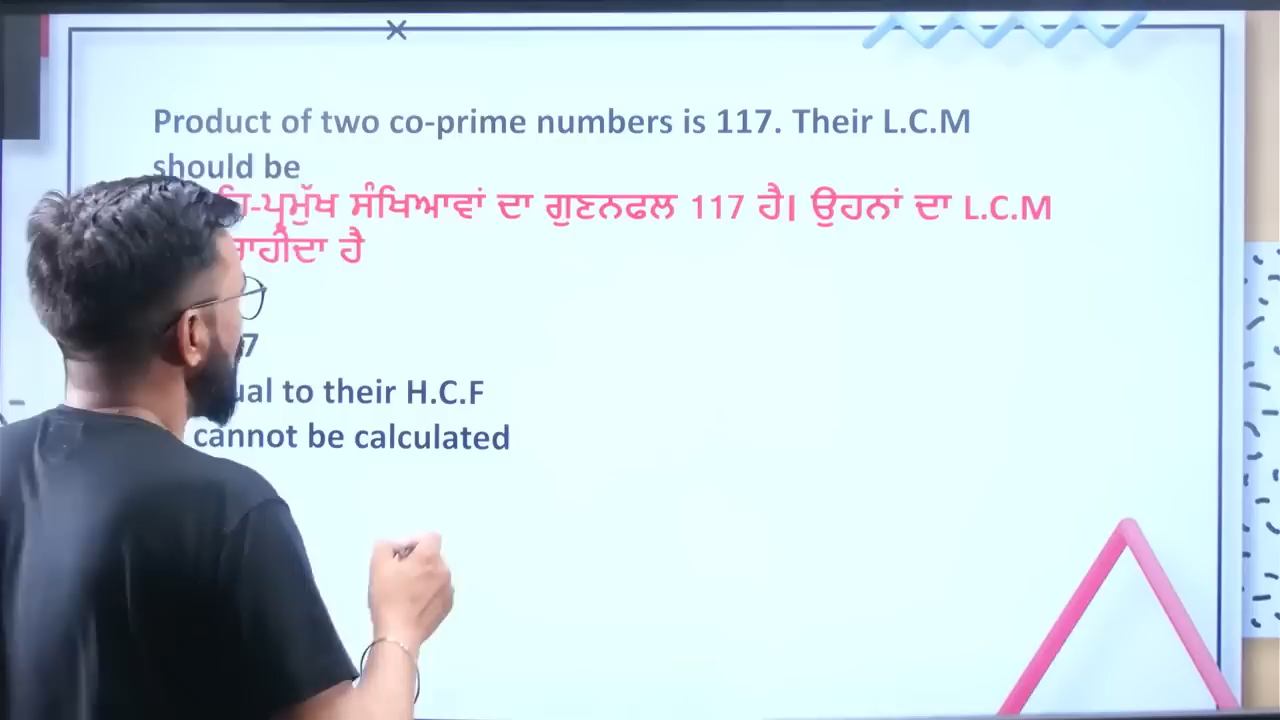 Product of two co-prime numbers is 117. Their L.C.M
should be
ਸੰਖਿਆਵਾਂ ਦਾ ਗੁਣਨਫਲ 117 ਹੈ। ਉਹਨਾਂ ਦਾ L.C.M
ਹੈ
to their H.C.F
cannot be calculated